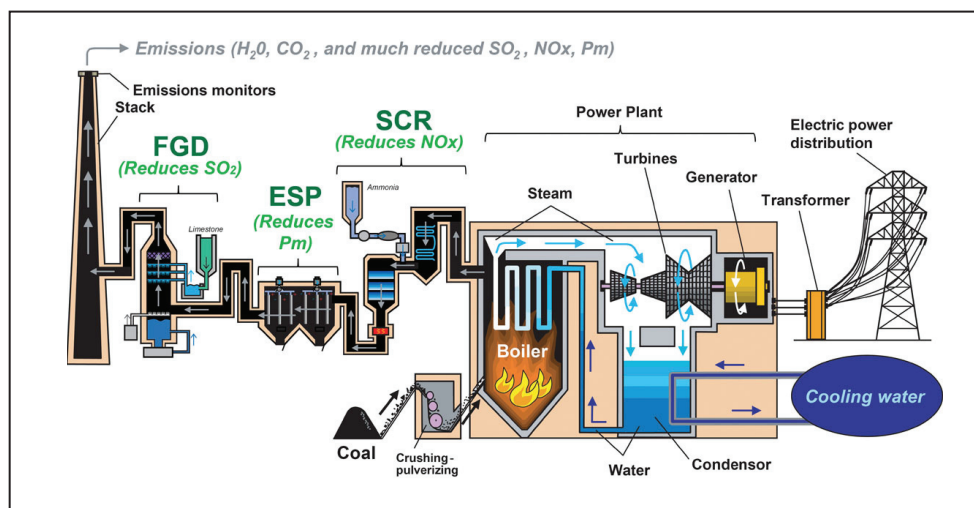 Emissions (H₂0, CO₂, and much reduced SO₂, NOx, Pm)
Emissions monitors
Stack
FGD
(Reduces SO₂)
Limestone
ESP
(Reduces
Pm)
SCR
(Reduces NOx)
Ammonia
Power Plant
Steam
Turbines
Generator
Electric power
distribution
Transformer
Boiler
Coal
Crushing-
pulverizing
Water
Condensor
Cooling water